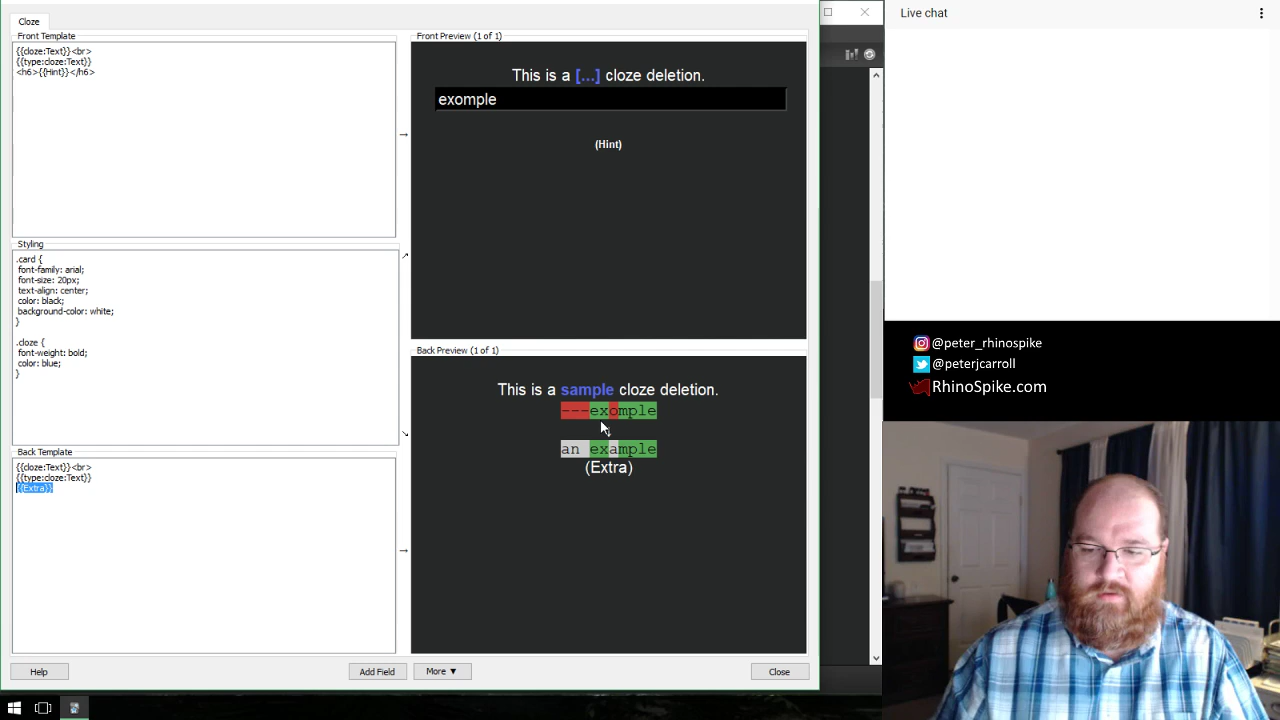 Cloze
Front Template
{{cloze:Text}}<br>
{{type:cloze:Text}}
<h6>{{Hint}}</h6>
Styling
.card {
font-family: arial;
font-size: 20px;
text-align: center;
color: black;
background-color: white;
}
.cloze {
font-weight: bold;
color: blue;
}
Back Template
{{cloze:Text}}<br>
{{type:cloze:Text}}
{{Extra}}
Help
Add Field
More ▼
Close
Front Preview (1 of 1)
This is a [...] cloze deletion.
exomple
(Hint)
Back Preview (1 of 1)
This is a sample cloze deletion.
---exomple
↓
an example
(Extra)
Live chat
@peter_rhinospike
@peterjcarroll
RhinoSpike.com